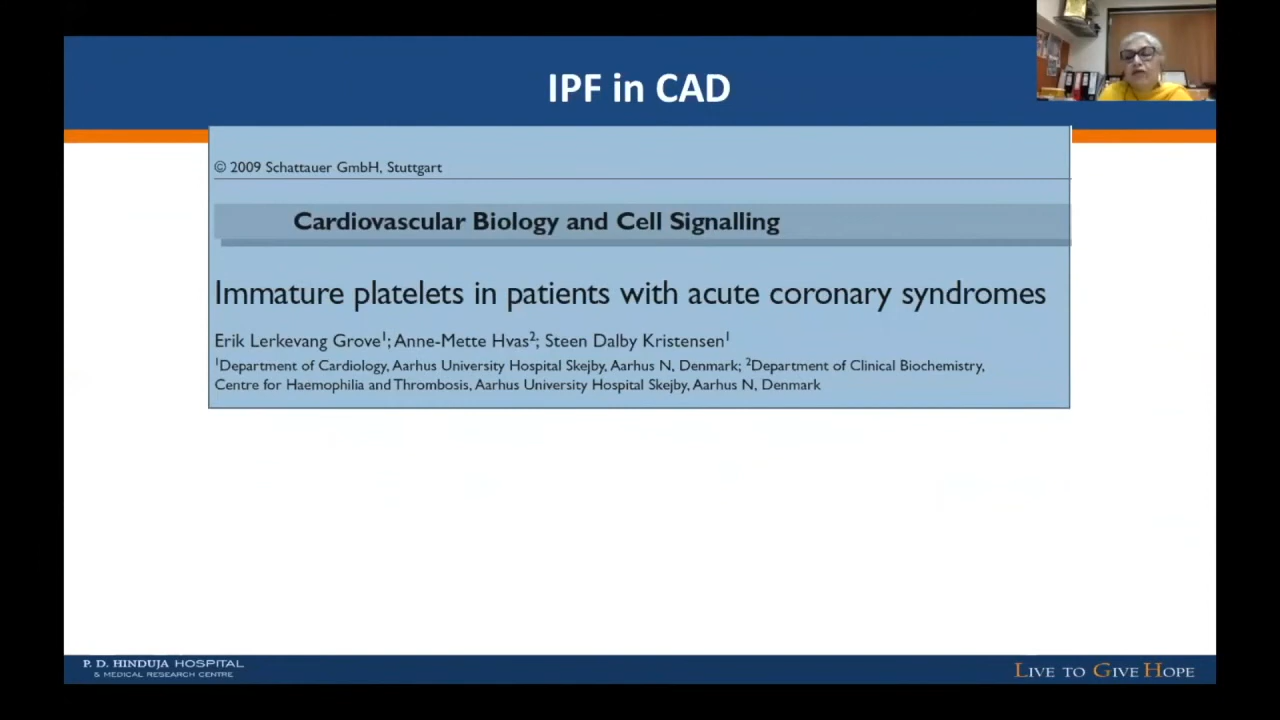 IPF in CAD
© 2009 Schattauer GmbH, Stuttgart
Cardiovascular Biology and Cell Signalling
Immature platelets in patients with acute coronary syndromes
Erik Lerkevang Grove¹; Anne-Mette Hvas²; Steen Dalby Kristensen¹
¹Department of Cardiology, Aarhus University Hospital Skejby, Aarhus N, Denmark; ²Department of Clinical Biochemistry,
Centre for Haemophilia and Thrombosis, Aarhus University Hospital Skejby, Aarhus N, Denmark
P. D. HINDUJA HOSPITAL
& MEDICAL RESEARCH CENTRE
LIVE TO GIVE HOPE